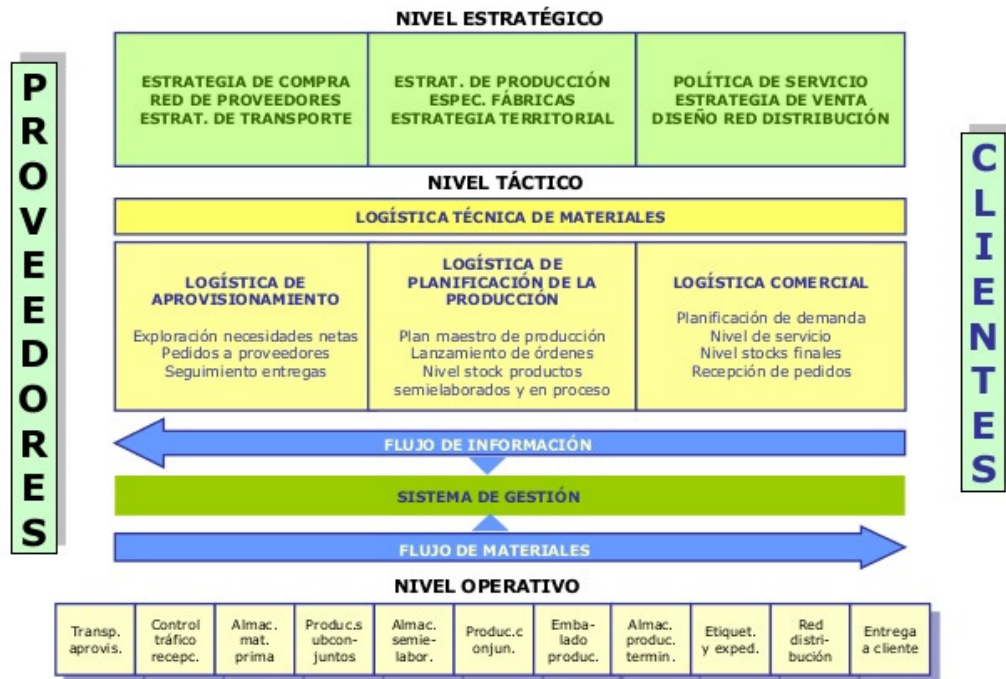 NIVEL ESTRATÉGICO
PROVEEDORES
ESTRATEGIA DE COMPRA
RED DE PROVEEDORES
ESTRAT. DE TRANSPORTE
ESTRAT. DE PRODUCCIÓN
ESPEC. FÁBRICAS
ESTRATEGIA TERRITORIAL
POLÍTICA DE SERVICIO
ESTRATEGIA DE VENTA
DISEÑO RED DISTRIBUCIÓN
CLIENTES
NIVEL TÁCTICO
LOGÍSTICA TÉCNICA DE MATERIALES
LOGÍSTICA DE
APROVISIONAMIENTO
Exploración necesidades netas
Pedidos a proveedores
Seguimiento entregas
LOGÍSTICA DE
PLANIFICACIÓN DE LA
PRODUCCIÓN
Plan maestro de producción
Lanzamiento de órdenes
Nivel stock productos
semielaborados y en proceso
LOGÍSTICA COMERCIAL
Planificación de demanda
Nivel de servicio
Nivel stocks finales
Recepción de pedidos
FLUJO DE INFORMACIÓN
SISTEMA DE GESTIÓN
FLUJO DE MATERIALES
NIVEL OPERATIVO
Transp.
aprovis.
Control
tráfico
recepc.
Almac.
mat.
prima
Produc.s
ubcon-
juntos
Almac.
semie-
labor.
Produc.c
onjun.
Emba-
lado
produc.
Almac.
produc.
termin.
Etiquet.
y exped.
Red
distri-
bución
Entrega
a cliente